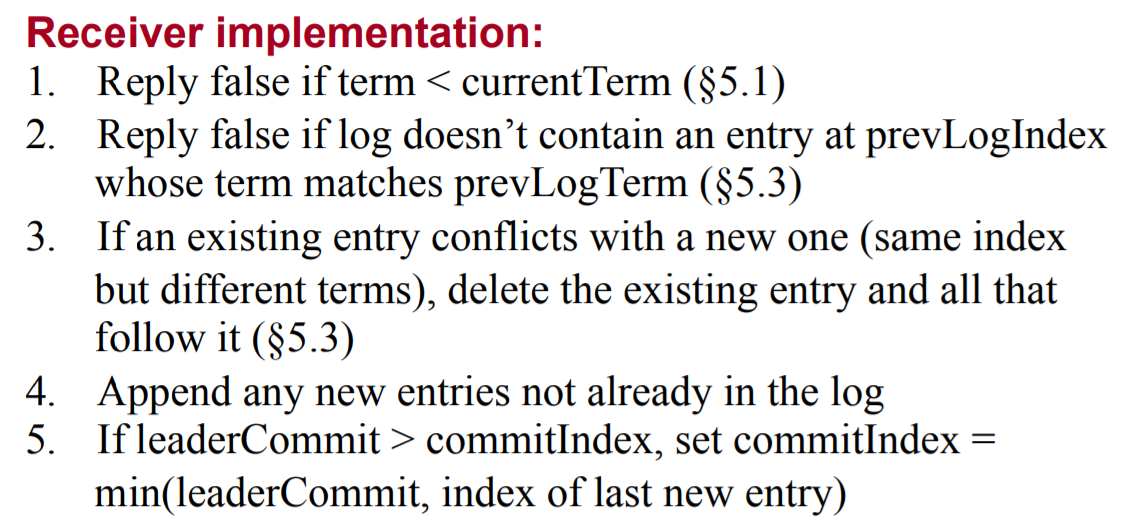 Receiver implementation:
1. Reply false if term < currentTerm (§5.1)
2. Reply false if log doesn’t contain an entry at prevLogIndex
whose term matches prevLogTerm (§5.3)
3. If an existing entry conflicts with a new one (same index
but different terms), delete the existing entry and all that
follow it (§5.3)
4. Append any new entries not already in the log
5. If leaderCommit > commitIndex, set commitIndex =
min(leaderCommit, index of last new entry)